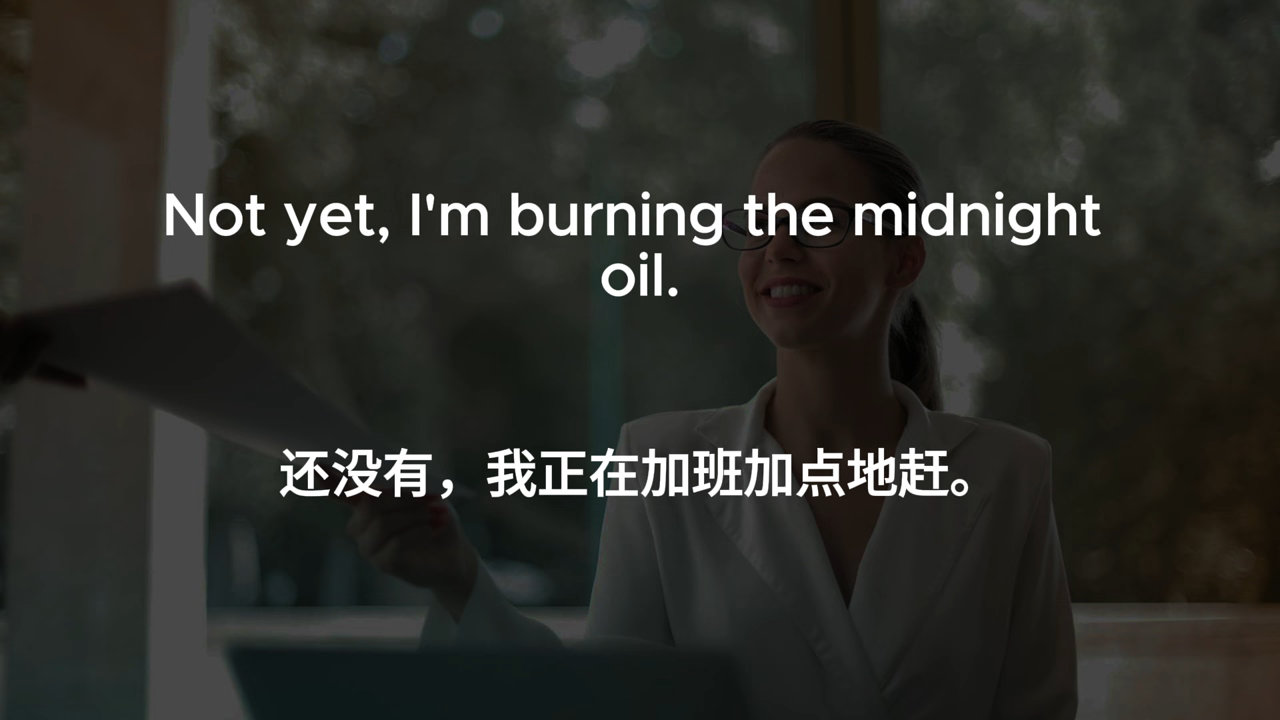 Not yet, I'm burning the midnight
oil.
还没有，我正在加班加点地赶。